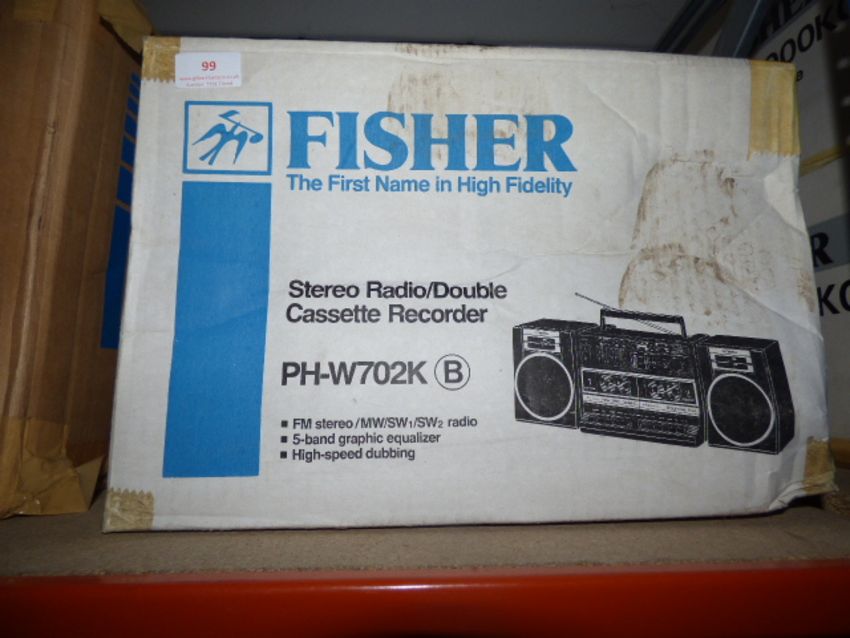 99
FISHER
The First Name in High Fidelity
Stereo Radio/Double
Cassette Recorder
PH-W702K B
▪ FM stereo/MW/SW1/SW2 radio
▪ 5-band graphic equalizer
▪ High-speed dubbing